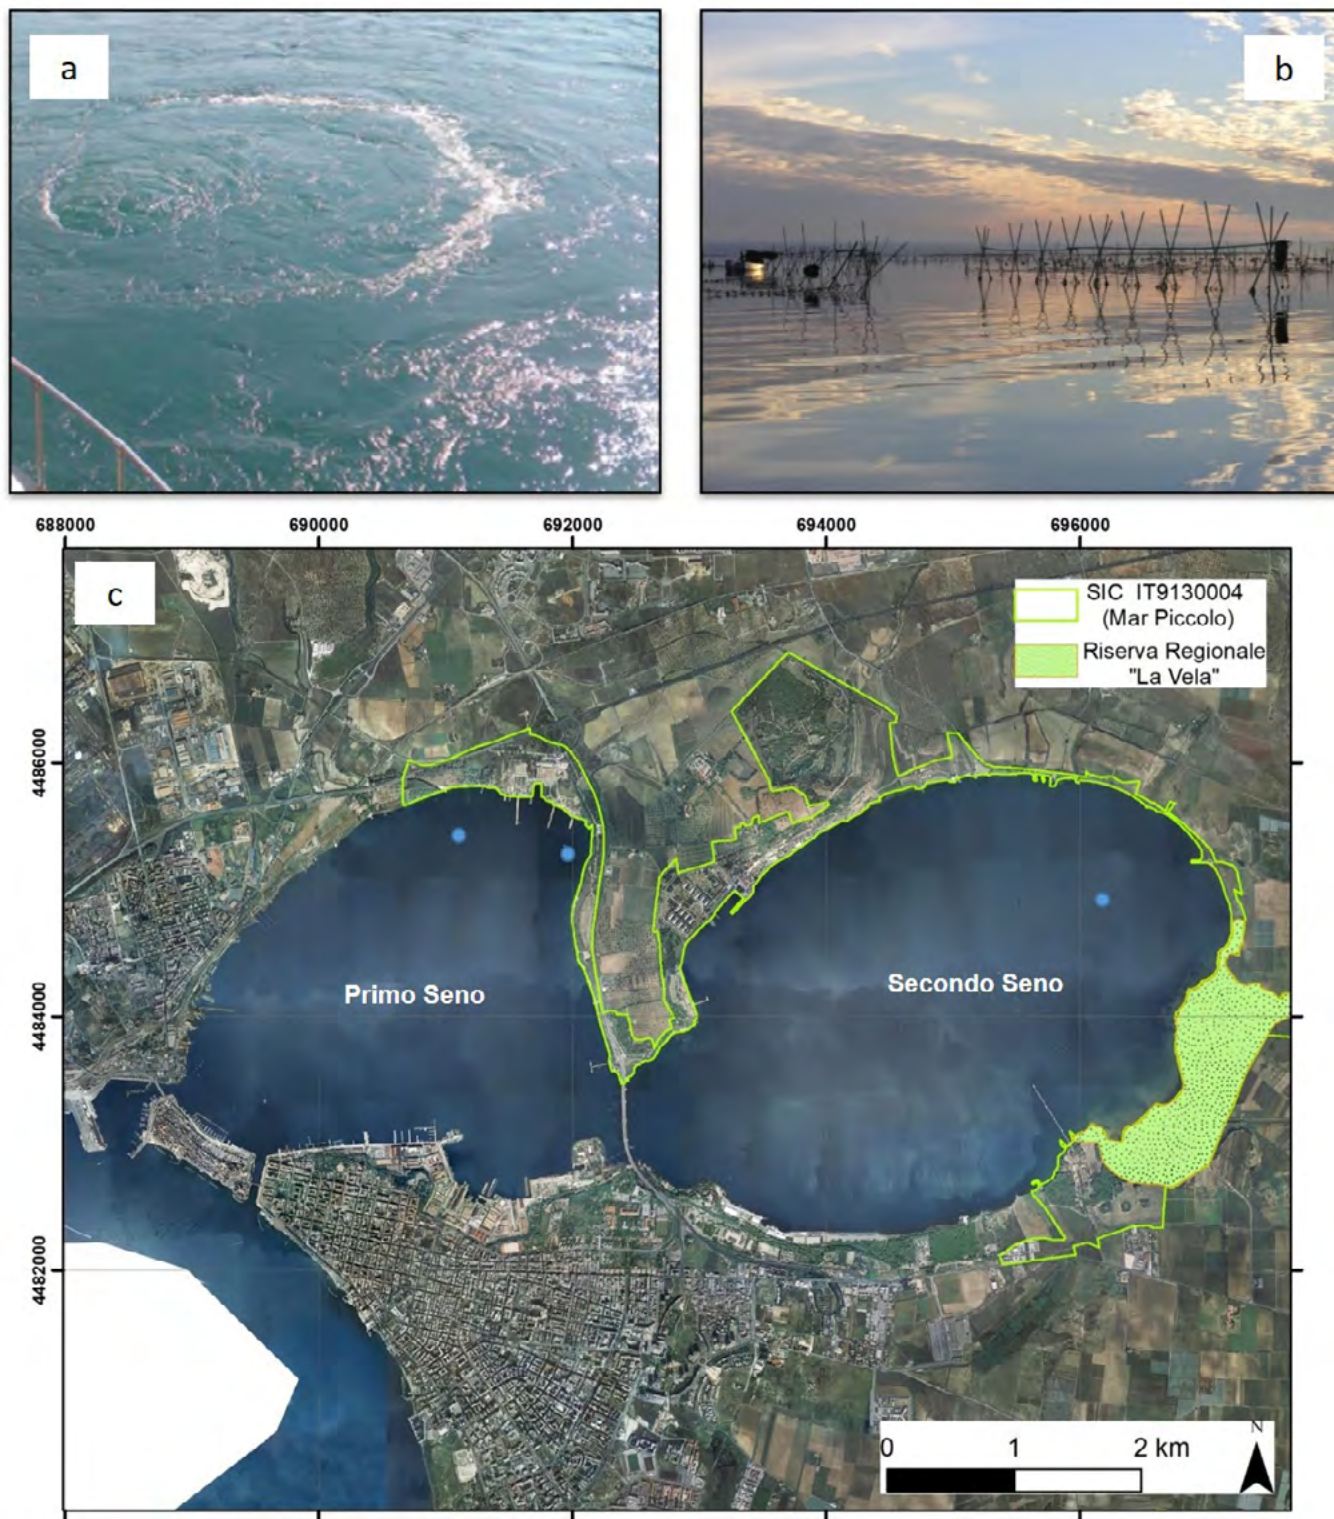 a
b
688000
690000
692000
694000
696000
c
SIC IT9130004
(Mar Piccolo)
Riserva Regionale
"La Vela"
4486000
4484000
4482000
Primo Seno
Secondo Seno
0
1
2 km
N